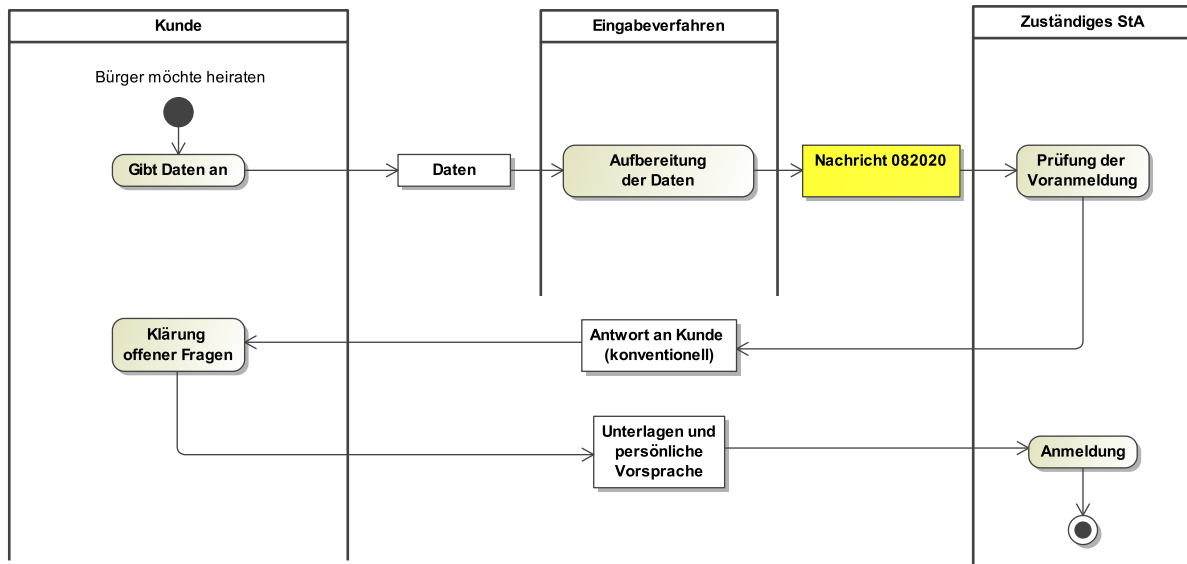 Kunde
Eingabeverfahren
Zuständiges StA
Bürger möchte heiraten
Gibt Daten an
Daten
Aufbereitung
der Daten
Nachricht 082020
Prüfung der
Voranmeldung
Klärung
offener Fragen
Antwort an Kunde
(konventionell)
Unterlagen und
persönliche
Vorsprache
Anmeldung